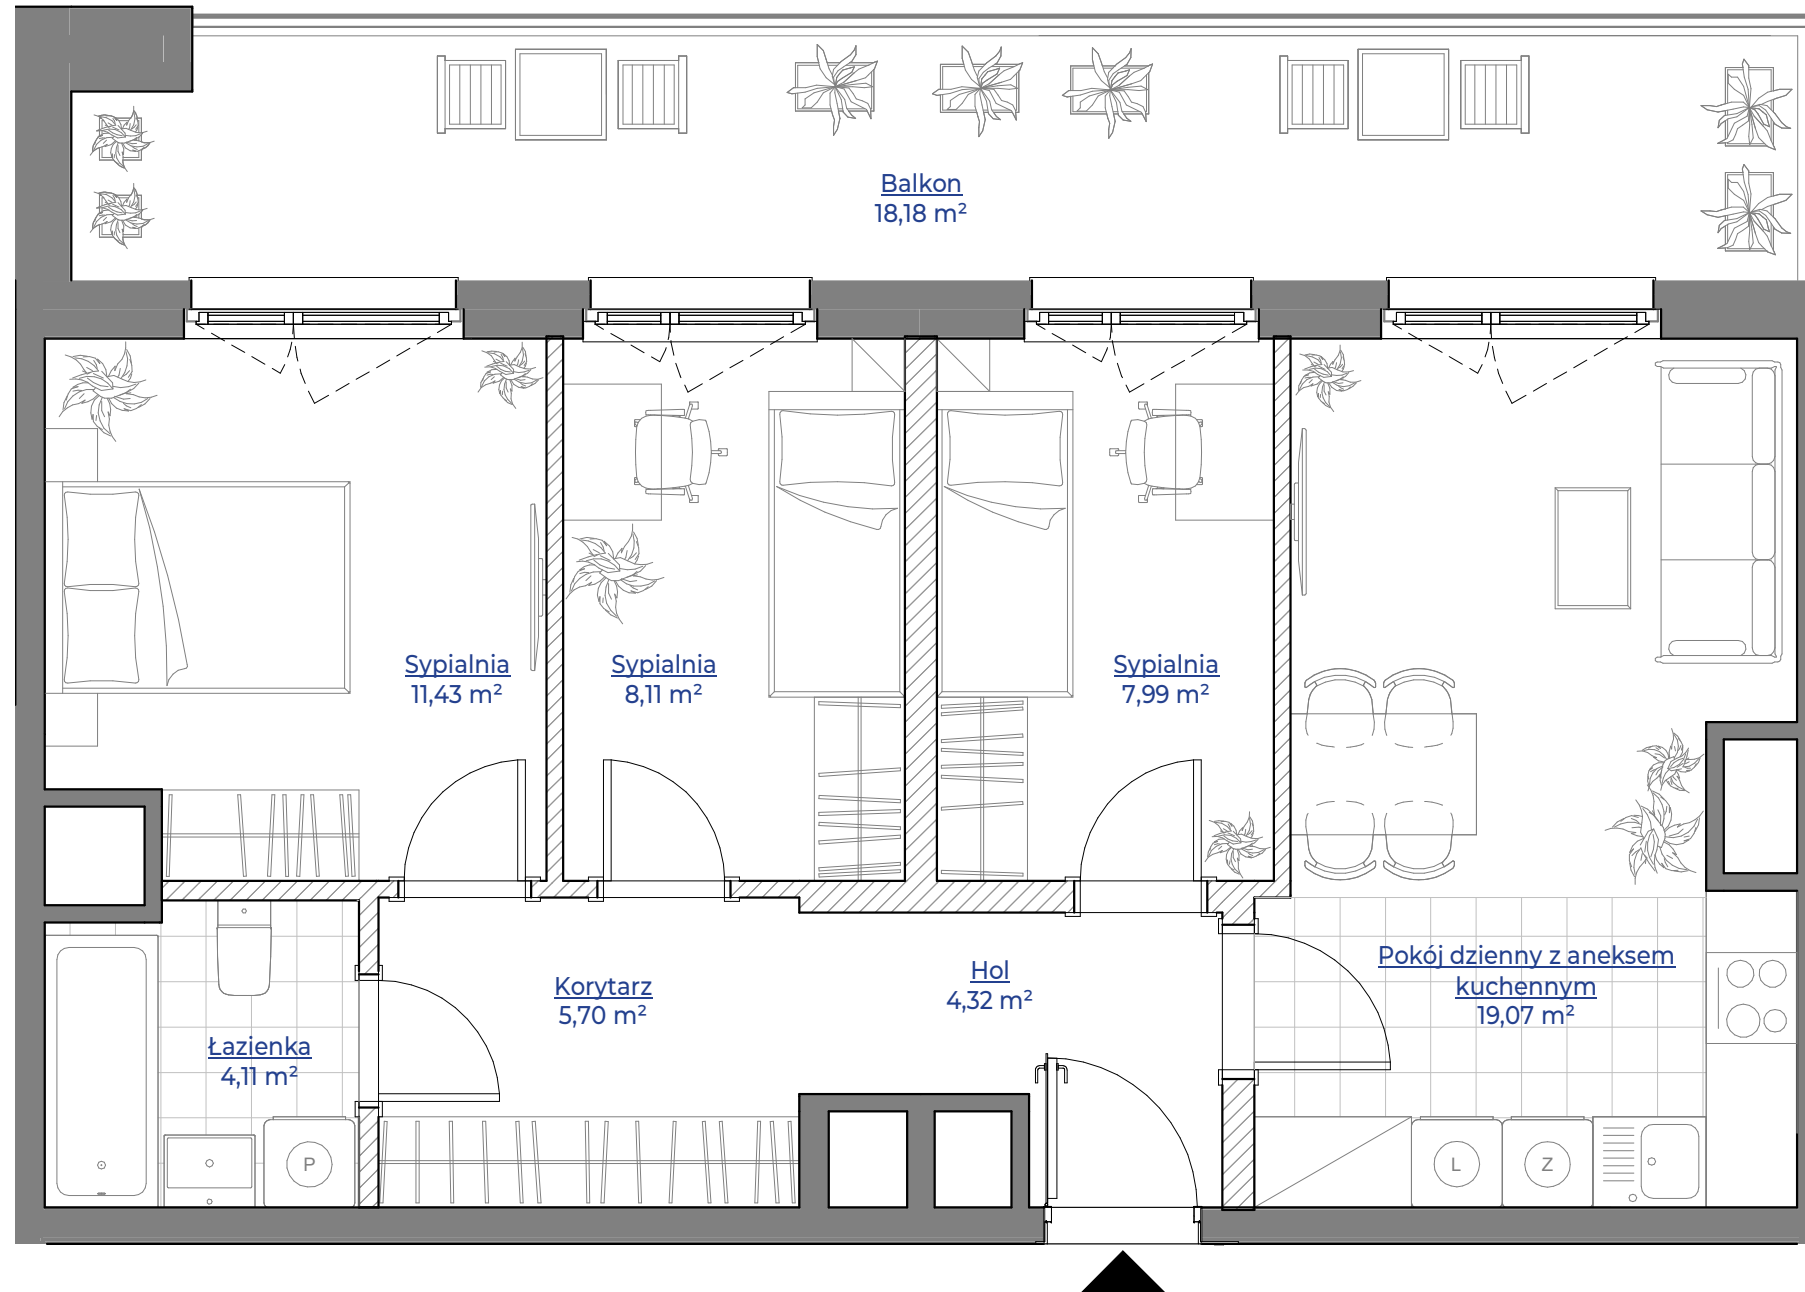 Balkon
18,18 m²
Sypialnia
11,43 m²
Sypialnia
8,11 m²
Sypialnia
7,99 m²
Pokój dzienny z aneksem
kuchennym
19,07 m²
Hol
4,32 m²
Korytarz
5,70 m²
Łazienka
4,11 m²
P
L
Z